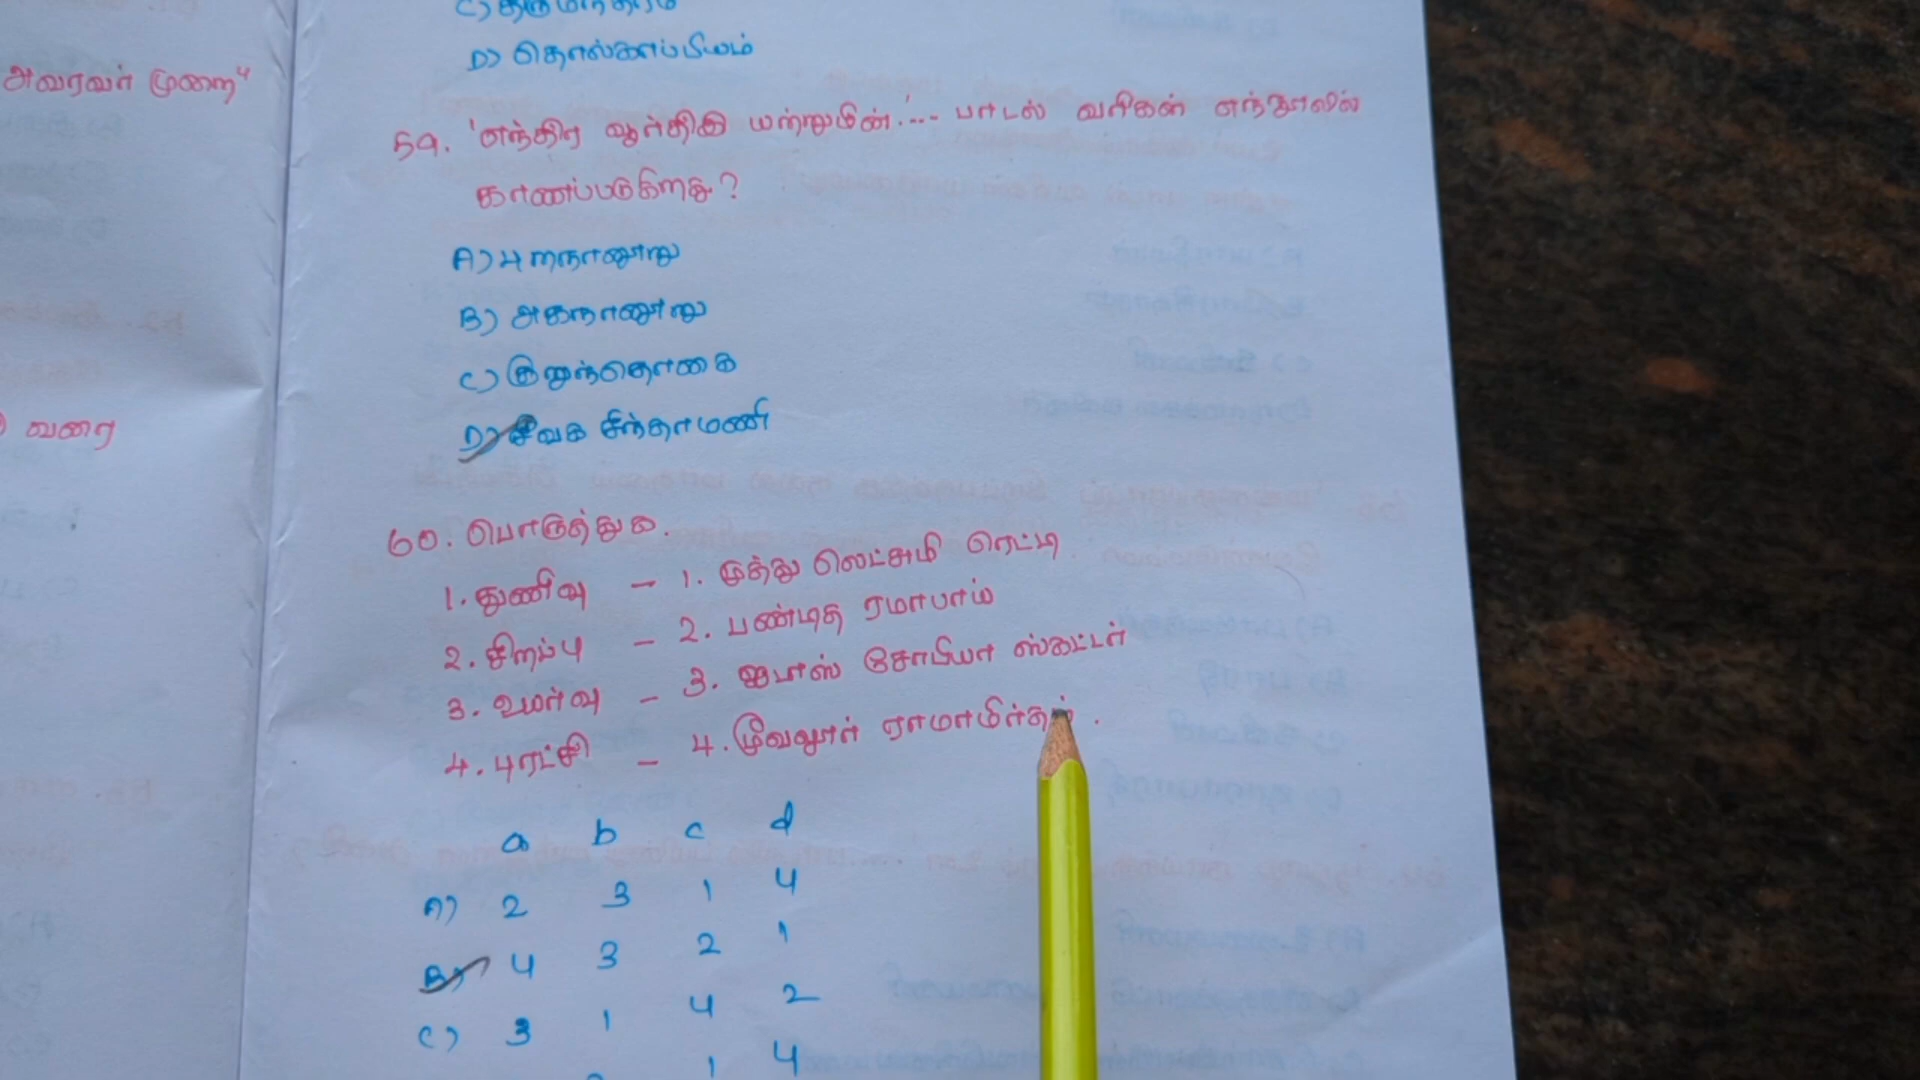 அவரவர் முறை"
வரை
D) தொல்காப்பியம்
59. 'எந்திர ஊர்திஇ யற்றுமின்'... பாடல் வரிகள் எந்நூலில்
காணப்படுகிறது?
A) புறநானூறு
B) அகநானூறு
C) குறுந்தொகை
D) சீவக சிந்தாமணி
60. பொருத்துக.
1. துணிவு - 1. முத்து லெட்சுமி ரெட்டி
2. சிறப்பு - 2. பண்டித ரமாபாய்
3. உயர்வு - 3. ஐடாஸ் சோபியா ஸ்கட்டர்
4. புரட்சி - 4. மூவலூர் ராமாமிர்தம்.
a b c d
A) 2 3 1 4
B) 4 3 2 1
C) 3 1 4 2
1 4